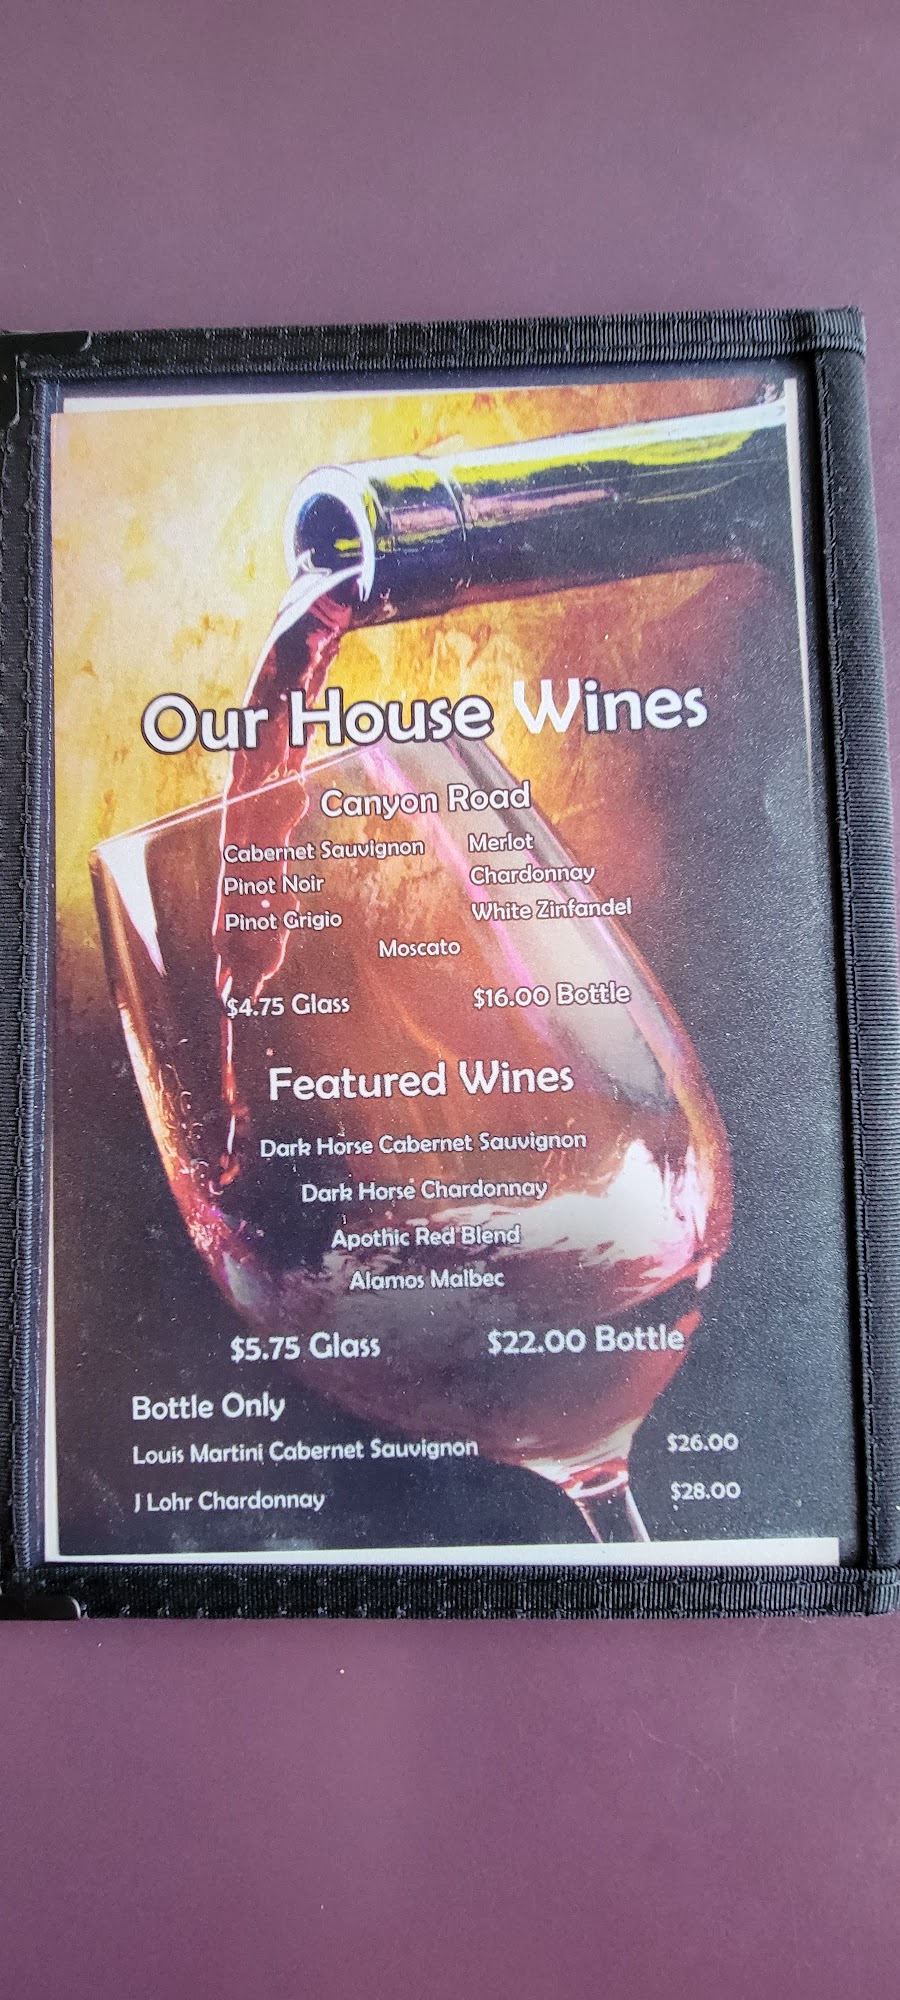 Our House Wines
Canyon Road
Cabernet Sauvignon Merlot
Pinot Noir Chardonnay
Pinot Grigio White Zinfandel
Moscato
$4.75 Glass $16.00 Bottle
Featured Wines
Dark Horse Cabernet Sauvignon
Dark Horse Chardonnay
Apothic Red Blend
Alamos Malbec
$5.75 Glass $22.00 Bottle
Bottle Only
Louis Martini Cabernet Sauvignon $26.00
J Lohr Chardonnay $28.00